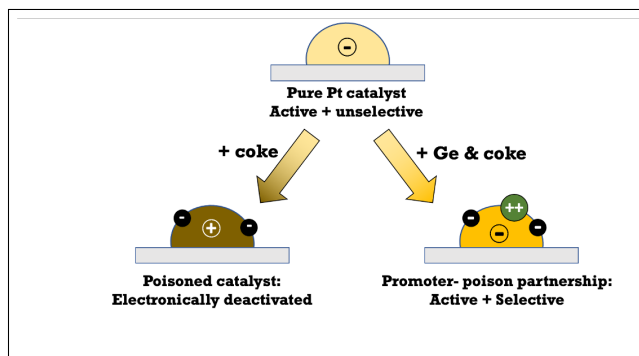 -
Pure Pt catalyst
Active + unselective
+ coke
+ Ge & coke
- + -
- ++ - -
Poisoned catalyst:
Electronically deactivated
Promoter- poison partnership:
Active + Selective